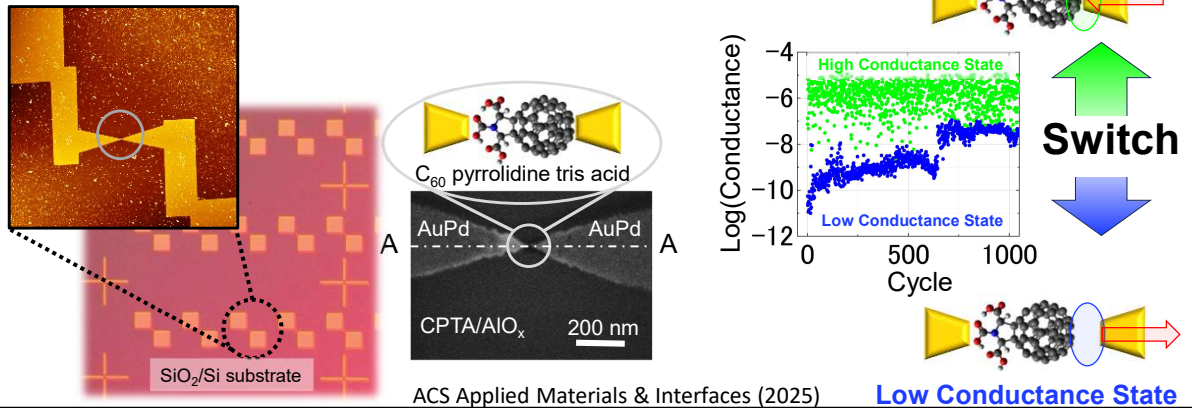 SiO₂/Si substrate
C₆₀ pyrrolidine tris acid
A
AuPd
AuPd
A
CPTA/AlOₓ
200 nm
ACS Applied Materials & Interfaces (2025)
Log(Conductance)
−4
−6
−8
−10
−12
High Conductance State
Low Conductance State
0
500
1000
Cycle
Switch
Low Conductance State